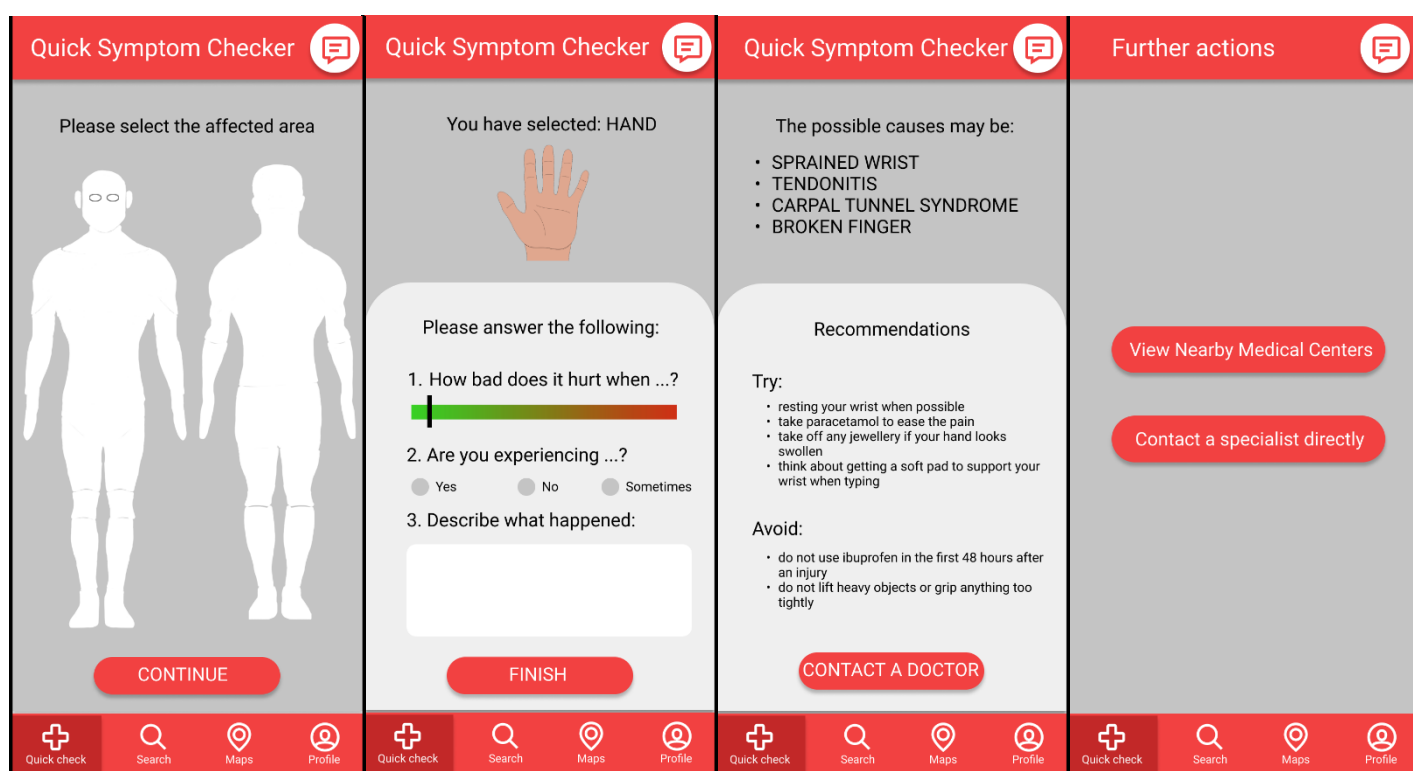 Quick Symptom Checker
Please select the affected area
CONTINUE
Quick check
Search
Maps
Profile
Quick Symptom Checker
You have selected: HAND
Please answer the following:
1. How bad does it hurt when ...?
2. Are you experiencing ...?
Yes
No
Sometimes
3. Describe what happened:
FINISH
Quick check
Search
Maps
Profile
Quick Symptom Checker
The possible causes may be:
• SPRAINED WRIST
• TENDONITIS
• CARPAL TUNNEL SYNDROME
• BROKEN FINGER
Recommendations
Try:
• resting your wrist when possible
• take paracetamol to ease the pain
• take off any jewellery if your hand looks
swollen
• think about getting a soft pad to support your
wrist when typing
Avoid:
• do not use ibuprofen in the first 48 hours after
an injury
• do not lift heavy objects or grip anything too
tightly
CONTACT A DOCTOR
Quick check
Search
Maps
Profile
Further actions
View Nearby Medical Centers
Contact a specialist directly
Quick check
Search
Maps
Profile